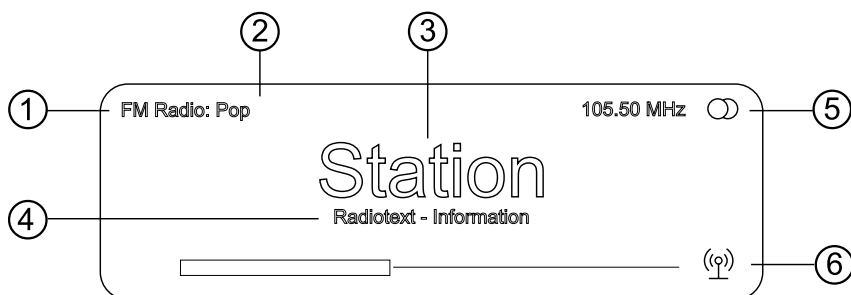 2 3
1 FM Radio: Pop 105.50 MHz 5
Station
4 Radiotext - Information
6